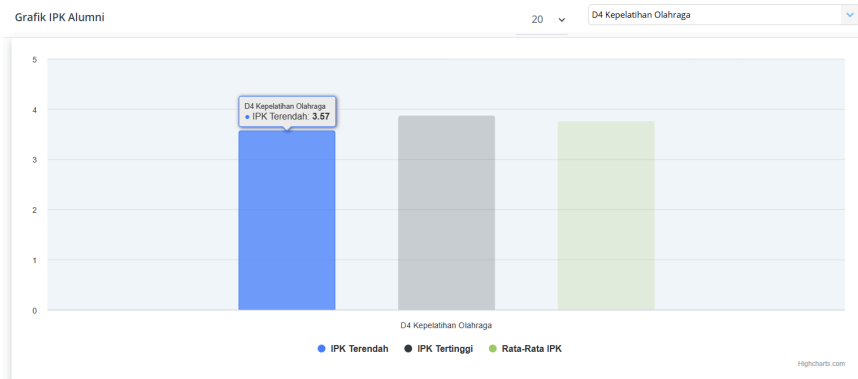 Grafik IPK Alumni
20
D4 Kepelatihan Olahraga
5
4
3
2
1
0
D4 Kepelatihan Olahraga
IPK Terendah: 3.57
D4 Kepelatihan Olahraga
IPK Terendah IPK Tertinggi Rata-Rata IPK
Highcharts.com